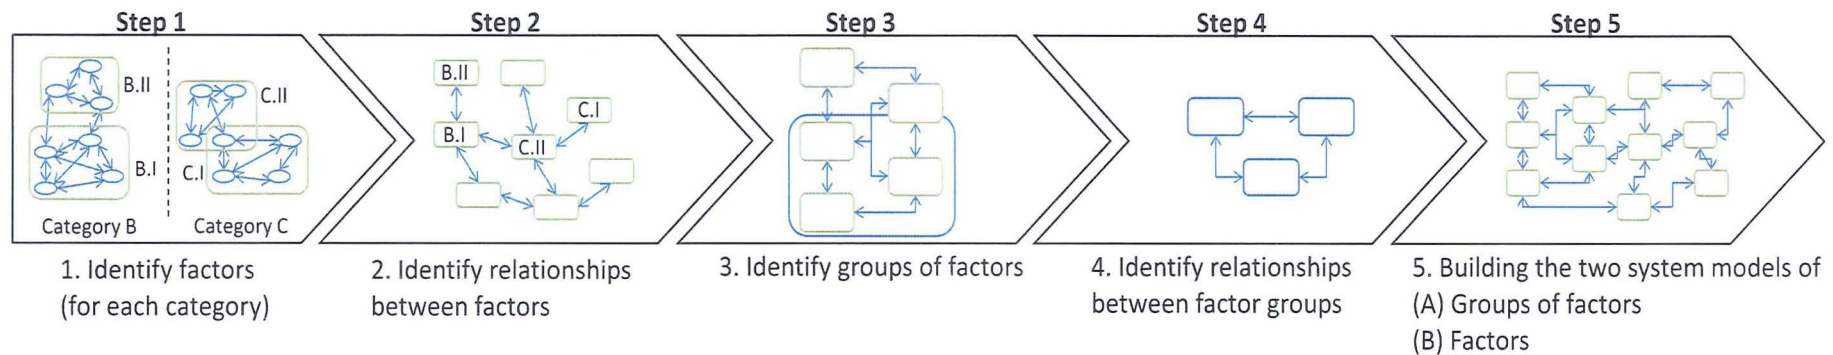 Step 1
Step 2
Step 3
Step 4
Step 5
B.II
B.I
Category B
C.II
C.I
Category C
B.II
B.I
C.I
C.II
1. Identify factors
(for each category)
2. Identify relationships
between factors
3. Identify groups of factors
4. Identify relationships
between factor groups
5. Building the two system models of
(A) Groups of factors
(B) Factors